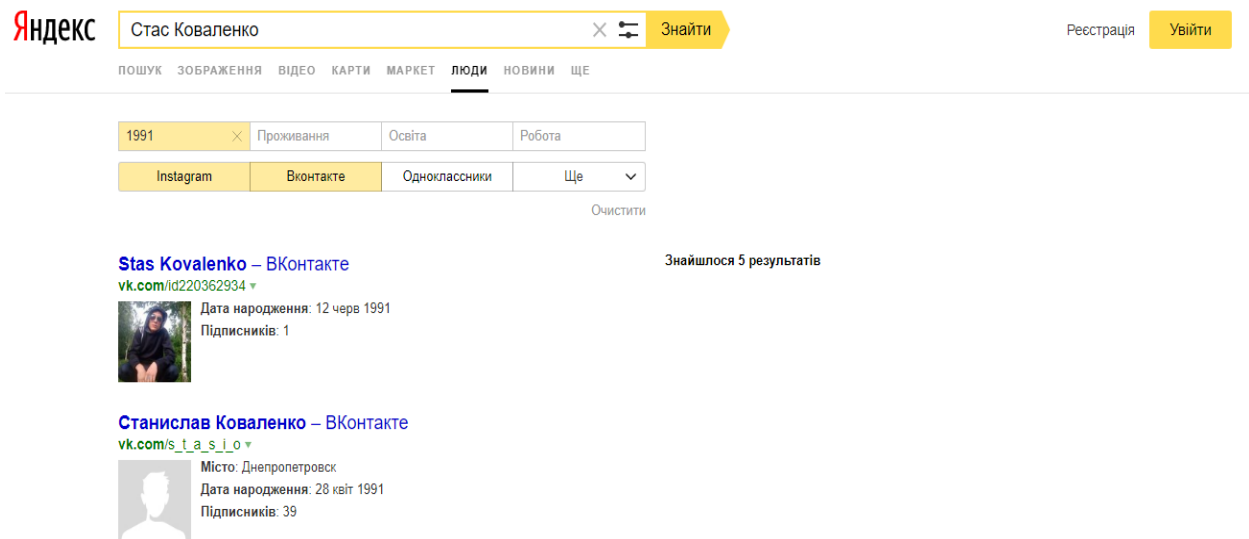 Яндекс Стас Коваленко Знайти Реєстрація Увійти
ПОШУК ЗОБРАЖЕННЯ ВІДЕО КАРТИ МАРКЕТ ЛЮДИ НОВИНИ ЩЕ
1991 Проживання Освіта Робота
Instagram Вконтакте Одноклассники Ще
Очистити
Stas Kovalenko – ВКонтакте
Знайшлося 5 результатів
vk.com/id220362934
Дата народження: 12 черв 1991
Підписників: 1
Станислав Коваленко – ВКонтакте
vk.com/s_t_a_s_i_o
Місто: Днепропетровск
Дата народження: 28 квіт 1991
Підписників: 39